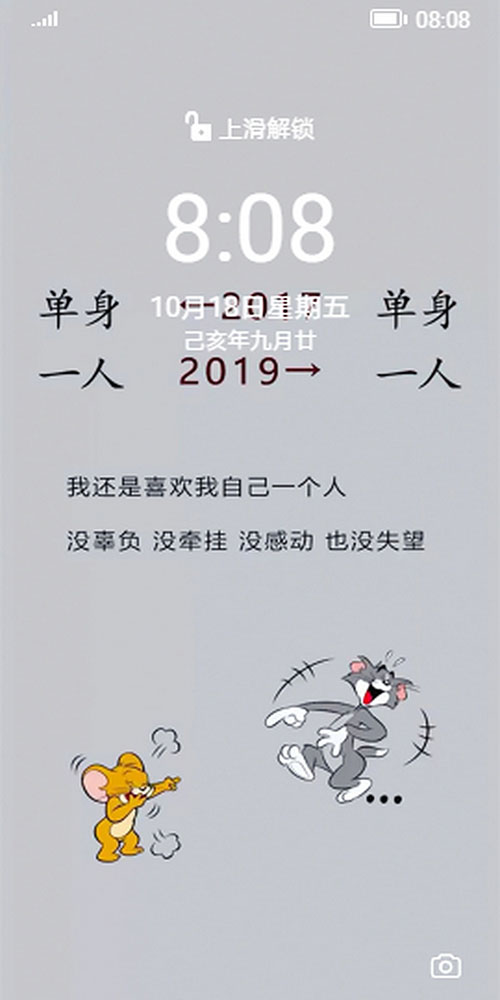 08:08
上滑解锁
8:08
单身 ←2017 单身
10月18日星期五
己亥年九月廿
一人 2019→ 一人
我还是喜欢我自己一个人
没辜负 没牵挂 没感动 也没失望
...